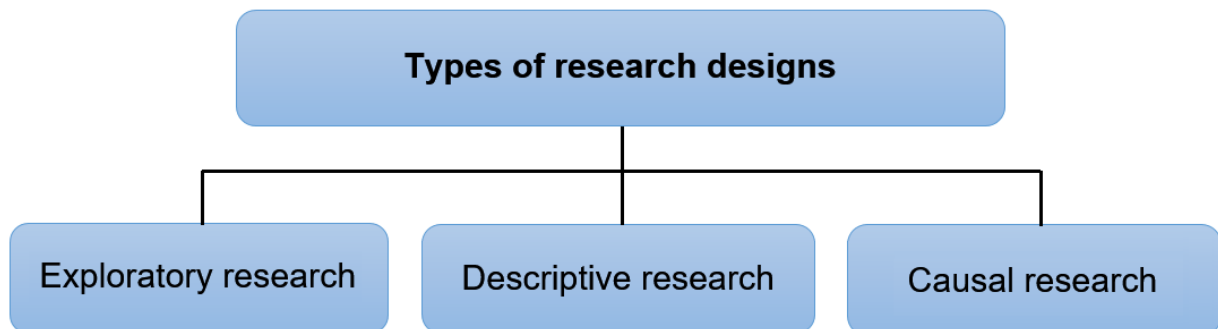 Types of research designs
Exploratory research
Descriptive research
Causal research